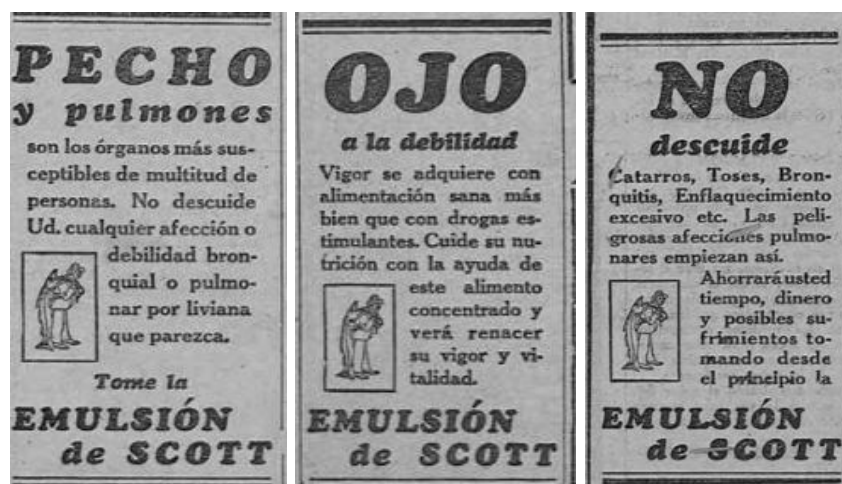 PECHO
y pulmones
son los órganos más sus-
ceptibles de multitud de
personas. No descuide
Ud. cualquier afección o
debilidad bron-
quial o pulmo-
nar por liviana
que parezca.
Tome la
EMULSIÓN
de SCOTT
OJO
a la debilidad
Vigor se adquiere con
alimentación sana más
bien que con drogas es-
timulantes. Cuide su nu-
trición con la ayuda de
este alimento
concentrado y
verá renacer
su vigor y vi-
talidad.
EMULSIÓN
de SCOTT
NO
descuide
Catarros, Toses, Bron-
quitis, Enflaquecimiento
excesivo etc. Las peli-
grosas afecciones pulmo-
nares empiezan así.
Ahorrará usted
tiempo, dinero
y posibles su-
frimientos to-
mando desde
el principio la
EMULSIÓN
de SCOTT